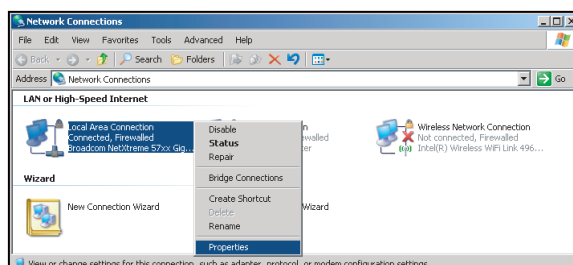 Network Connections
File Edit View Favorites Tools Advanced Help
Back Search Folders
Address Network Connections Go
LAN or High-Speed Internet
Local Area Connection
Connected, Firewalled
Broadcom NetXtreme 57xx Gig...
Disable
Status
Repair
Bridge Connections
Create Shortcut
Delete
Rename
Properties
Wireless Network Connection
Not connected, Firewalled
Intel(R) Wireless WiFi Link 496...
Wizard
New Connection Wizard
Wizard
View or change settings for this connection, such as adapter, protocol, or modem configuration settings.